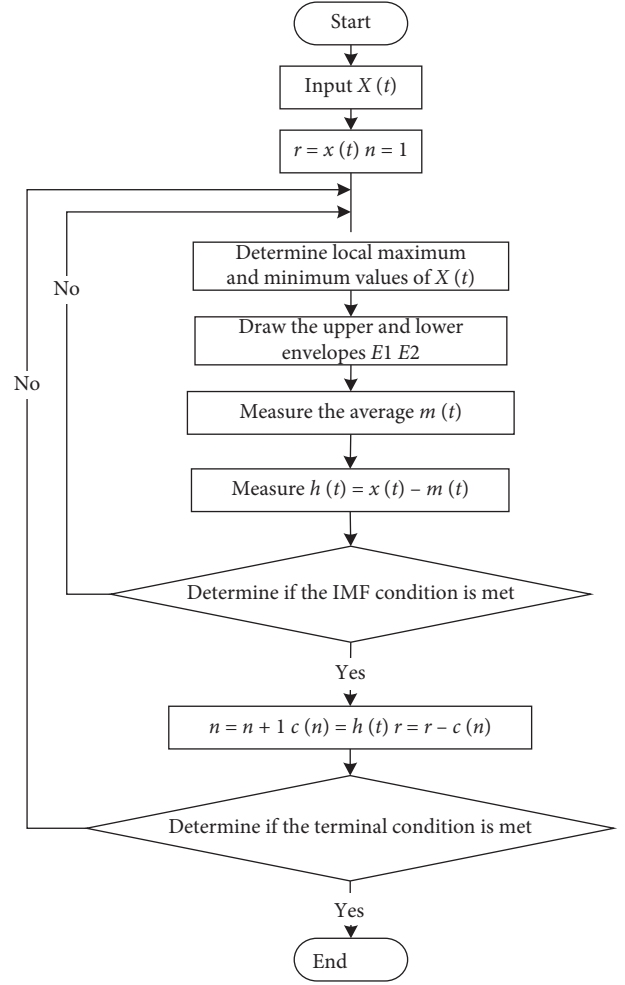 Start
Input X (t)
r = x (t) n = 1
Determine local maximum
and minimum values of X (t)
No
Draw the upper and lower
envelopes E1 E2
No
Measure the average m (t)
Measure h (t) = x (t) – m (t)
Determine if the IMF condition is met
Yes
n = n + 1 c (n) = h (t) r = r – c (n)
Determine if the terminal condition is met
Yes
End